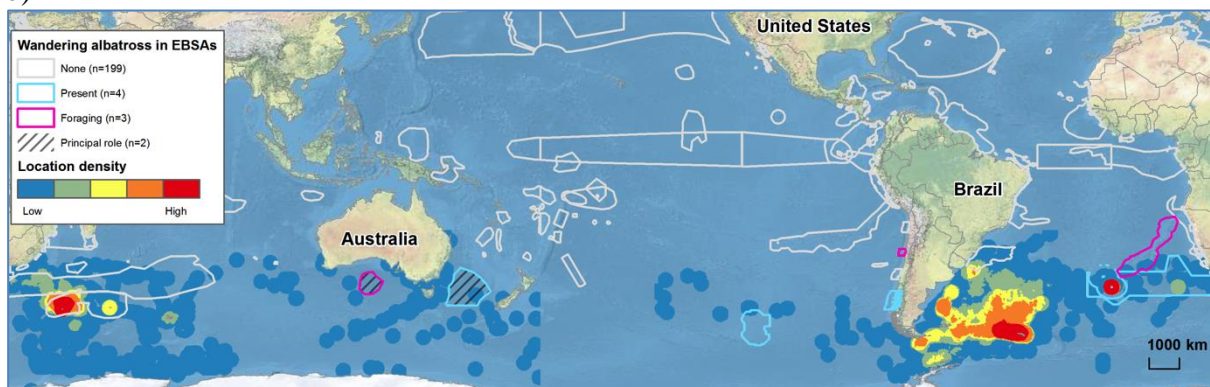 Wandering albatross in EBSAs
None (n=199)
Present (n=4)
Foraging (n=3)
Principal role (n=2)
Location density
Low High
United States
Brazil
Australia
1000 km